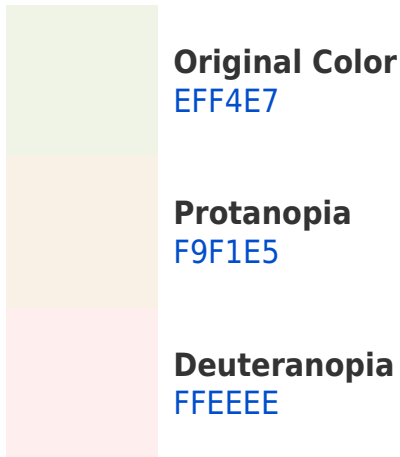 Original Color
EFF4E7
Protanopia
F9F1E5
Deuteranopia
FFEEEE